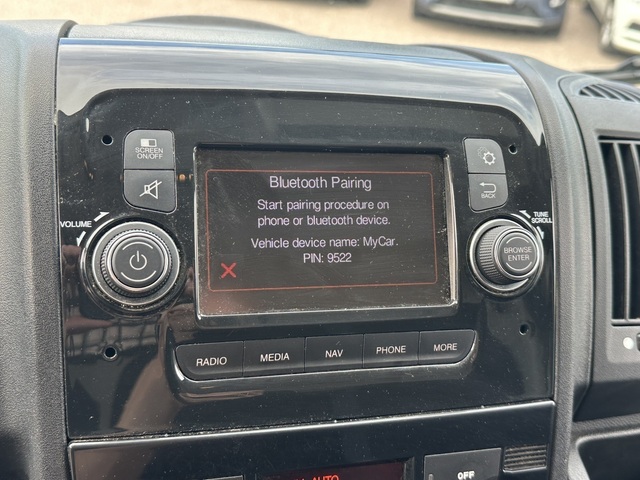 SCREEN
ON/OFF
BACK
VOLUME
TUNE
SCROLL
BROWSE
ENTER
Bluetooth Pairing
Start pairing procedure on
phone or bluetooth device.
Vehicle device name: MyCar.
PIN: 9522
RADIO
MEDIA
NAV
PHONE
MORE
AUTO
OFF